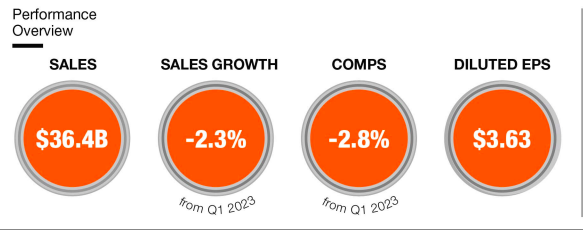 Performance
Overview
SALES
SALES GROWTH
COMPS
DILUTED EPS
$36.4B
-2.3%
-2.8%
$3.63
from Q1 2023
from Q1 2023